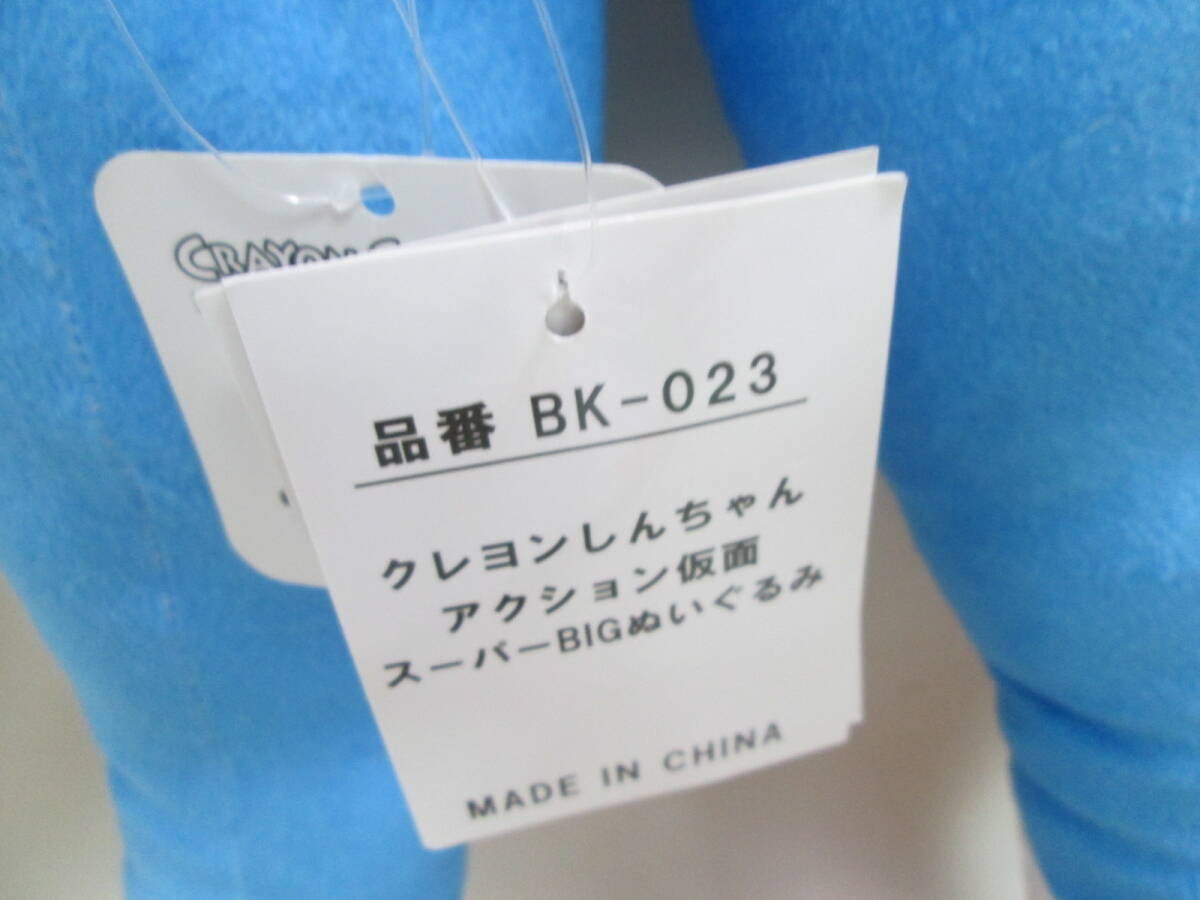 CRAYON
品番 BK-023
クレヨンしんちゃん
アクション仮面
スーパーBIGぬいぐるみ
MADE IN CHINA